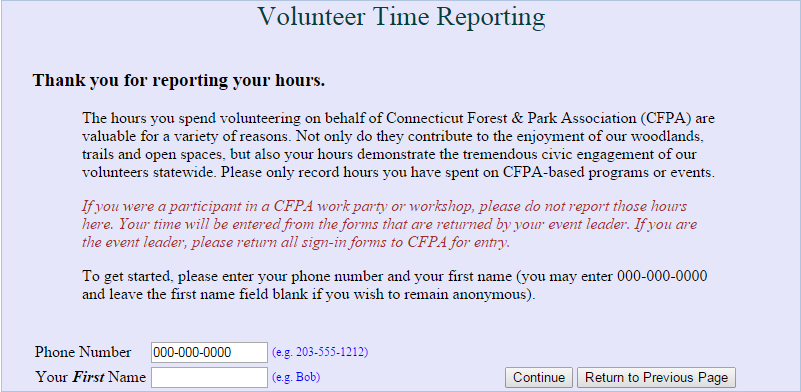 Volunteer Time Reporting
Thank you for reporting your hours.
The hours you spend volunteering on behalf of Connecticut Forest & Park Association (CFPA) are
valuable for a variety of reasons. Not only do they contribute to the enjoyment of our woodlands,
trails and open spaces, but also your hours demonstrate the tremendous civic engagement of our
volunteers statewide. Please only record hours you have spent on CFPA-based programs or events.
If you were a participant in a CFPA work party or workshop, please do not report those hours
here. Your time will be entered from the forms that are returned by your event leader. If you are
the event leader, please return all sign-in forms to CFPA for entry.
To get started, please enter your phone number and your first name (you may enter 000-000-0000
and leave the first name field blank if you wish to remain anonymous).
Phone Number 000-000-0000 (e.g. 203-555-1212)
Your First Name (e.g. Bob) Continue Return to Previous Page